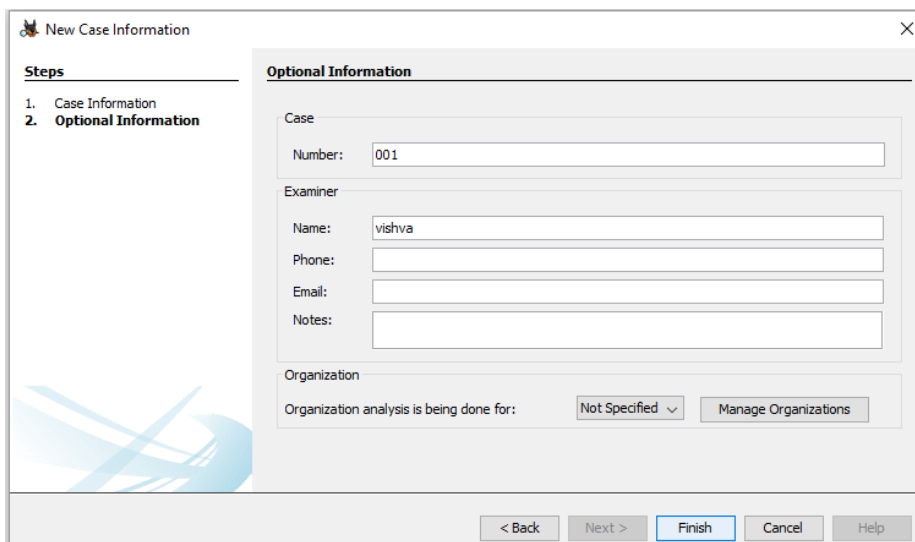 New Case Information
Steps
1. Case Information
2. Optional Information
Optional Information
Case
Number: 001
Examiner
Name: vishva
Phone:
Email:
Notes:
Organization
Organization analysis is being done for: Not Specified Manage Organizations
< Back Next > Finish Cancel Help